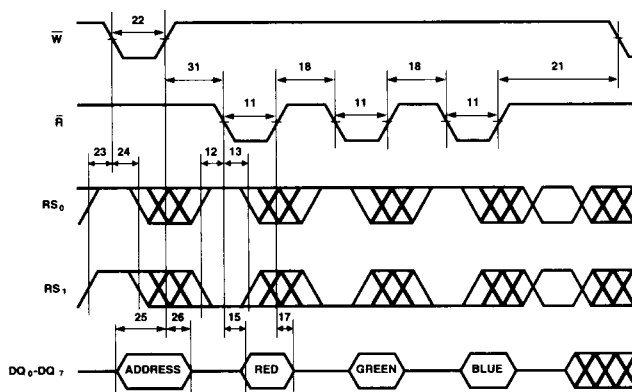 22
W
31
18
18
21
11
11
11
R
23
24
12
13
RS0
RS1
25
26
15
17
DQ0-DQ7
ADDRESS
RED
GREEN
BLUE